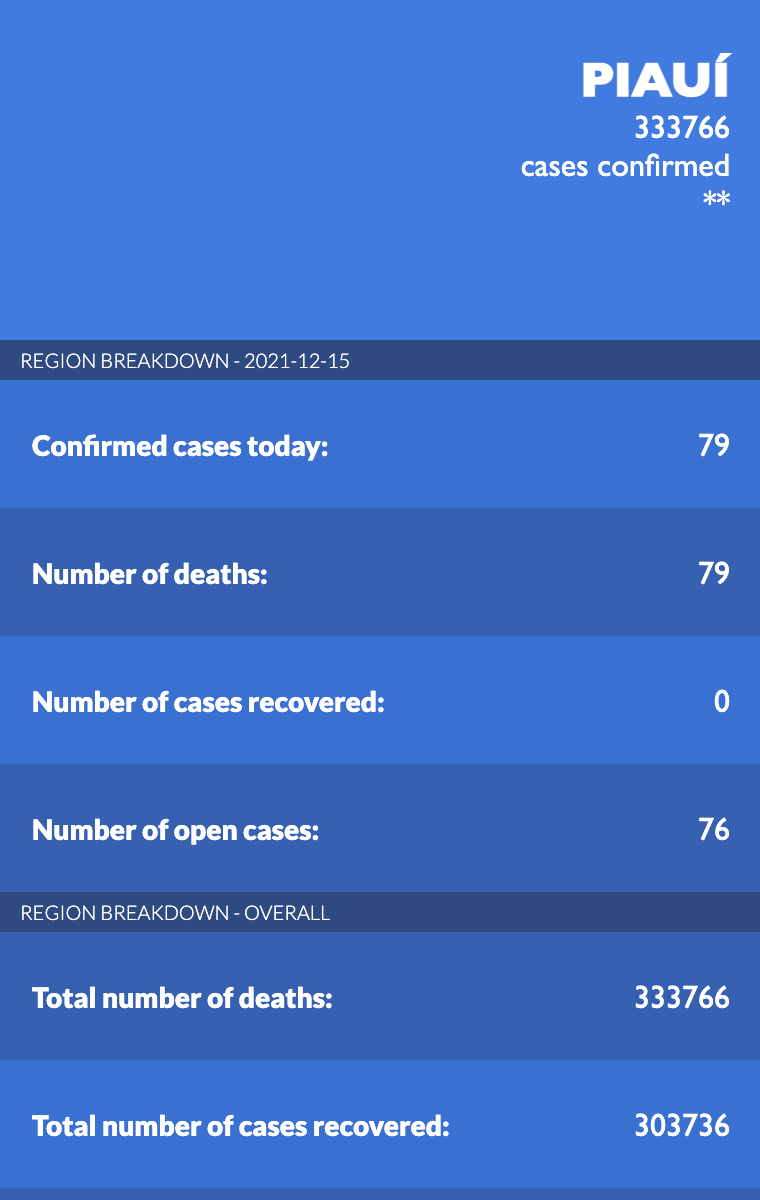 PIAUÍ
333766
cases confirmed
**
REGION BREAKDOWN - 2021-12-15
Confirmed cases today: 79
Number of deaths: 79
Number of cases recovered: 0
Number of open cases: 76
REGION BREAKDOWN - OVERALL
Total number of deaths: 333766
Total number of cases recovered: 303736